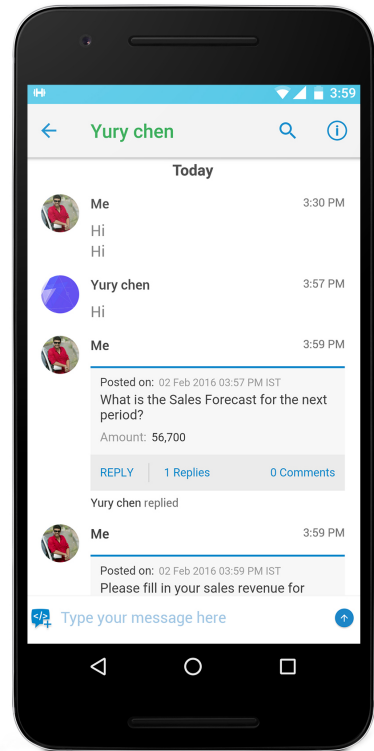 3:59
Yury chen
Today
Me 3:30 PM
Hi
Hi
Yury chen 3:57 PM
Hi
Me 3:59 PM
Posted on: 02 Feb 2016 03:57 PM IST
What is the Sales Forecast for the next
period?
Amount: 56,700
REPLY 1 Replies 0 Comments
Yury chen replied
Me 3:59 PM
Posted on: 02 Feb 2016 03:59 PM IST
Please fill in your sales revenue for
Type your message here